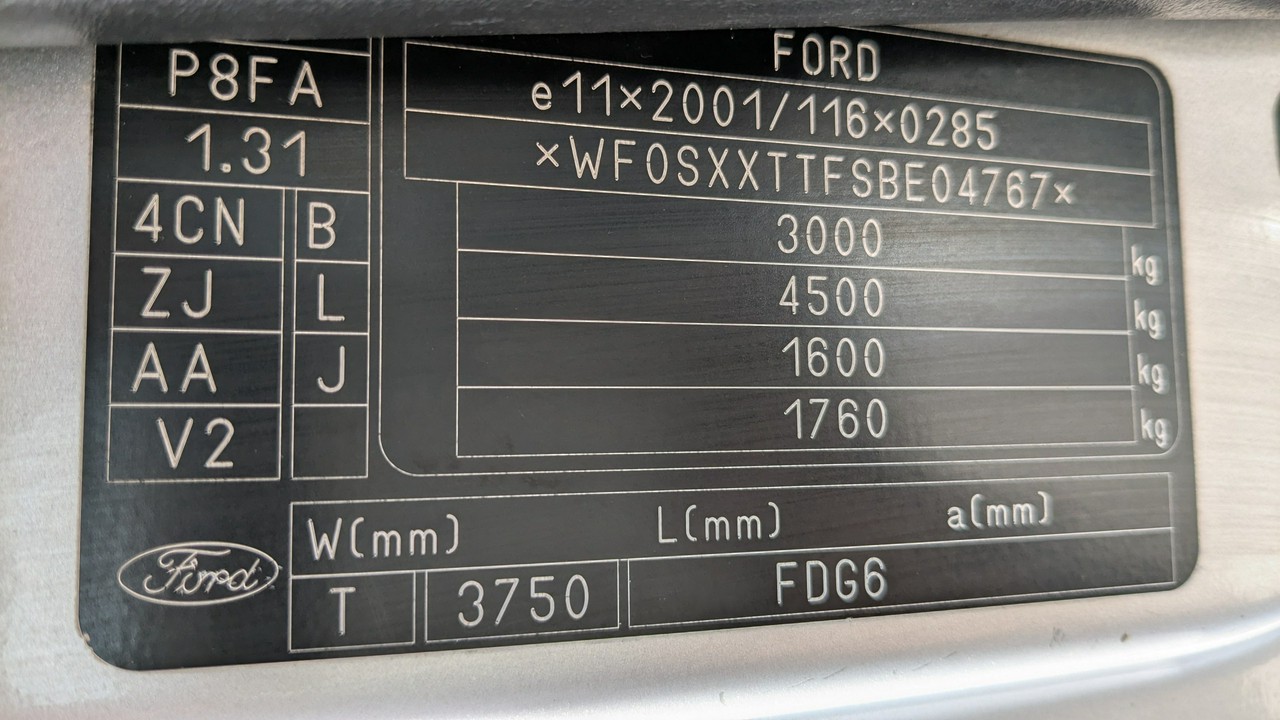 FORD
P8FA
e11×2001/116×0285
1.31
×WF0SXXTTFSBE04767×
4CN B
3000 kg
ZJ L
4500 kg
AA J
1600 kg
V2
1760 kg
W(mm) L(mm) a(mm)
Ford
T 3750 FDG6